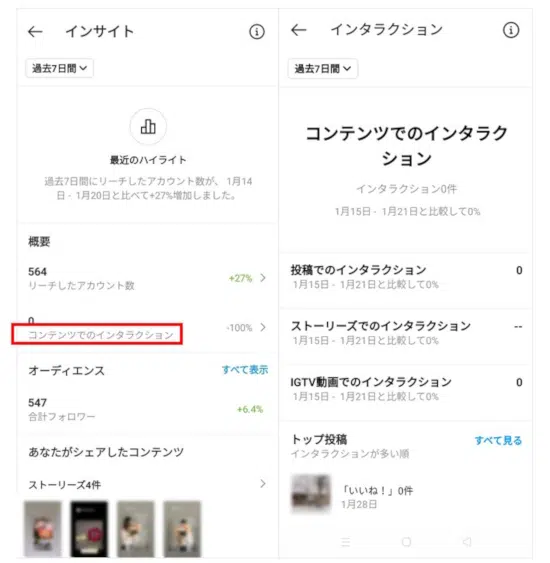 インサイト
過去7日間
最近のハイライト
過去7日間にリーチしたアカウント数が、1月14
日 - 1月20日と比べて+27%増加しました。
概要
564
リーチしたアカウント数
+27%
0
コンテンツでのインタラクション
-100%
オーディエンス
すべて表示
547
合計フォロワー
+6.4%
あなたがシェアしたコンテンツ
ストーリーズ4件
インタラクション
過去7日間
コンテンツでのインタラク
ション
インタラクション0件
1月15日 - 1月21日と比較して0%
投稿でのインタラクション
0
1月15日 - 1月21日と比較して0%
ストーリーズでのインタラクション
--
1月15日 - 1月21日と比較して0%
IGTV動画でのインタラクション
0
1月15日 - 1月21日と比較して0%
トップ投稿
すべて見る
インタラクションが多い順
「いいね！」0件
1月28日